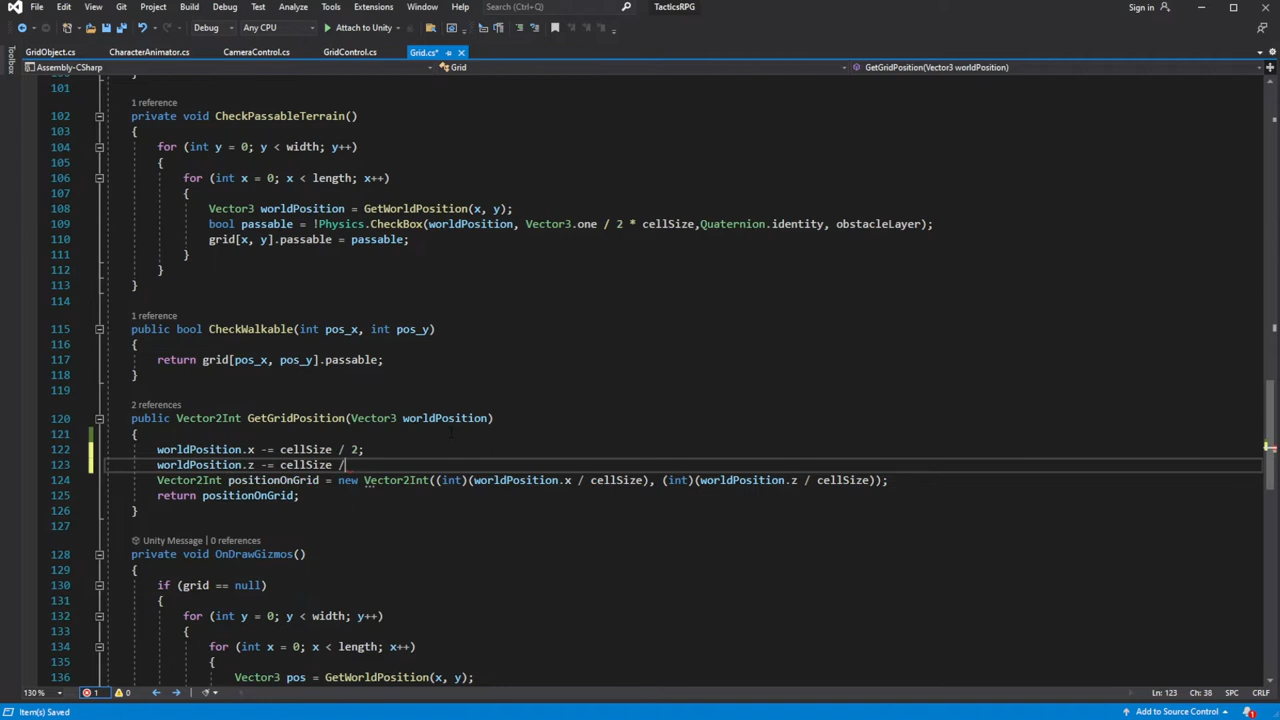 File Edit View Git Project Build Debug Test Analyze Tools Extensions Window Help Search (Ctrl+Q) TacticsRPG Sign in
Debug Any CPU Attach to Unity
GridObject.cs CharacterAnimator.cs CameraControl.cs GridControl.cs Grid.cs*
Toolbox
Assembly-CSharp Grid GetGridPosition(Vector3 worldPosition)
101
1 reference
102 private void CheckPassableTerrain()
103 {
104 for (int y = 0; y < width; y++)
105 {
106 for (int x = 0; x < length; x++)
107 {
108 Vector3 worldPosition = GetWorldPosition(x, y);
109 bool passable = !Physics.CheckBox(worldPosition, Vector3.one / 2 * cellSize,Quaternion.identity, obstacleLayer);
110 grid[x, y].passable = passable;
111 }
112 }
113 }
114
1 reference
115 public bool CheckWalkable(int pos_x, int pos_y)
116 {
117 return grid[pos_x, pos_y].passable;
118 }
119
2 references
120 public Vector2Int GetGridPosition(Vector3 worldPosition)
121 {
122 worldPosition.x -= cellSize / 2;
123 worldPosition.z -= cellSize /
124 Vector2Int positionOnGrid = new Vector2Int((int)(worldPosition.x / cellSize), (int)(worldPosition.z / cellSize));
125 return positionOnGrid;
126 }
127
Unity Message | 0 references
128 private void OnDrawGizmos()
129 {
130 if (grid == null)
131 {
132 for (int y = 0; y < width; y++)
133 {
134 for (int x = 0; x < length; x++)
135 {
136 Vector3 pos = GetWorldPosition(x, y);
130 % 1 0 Ln: 123 Ch: 38 SPC CRLF
Item(s) Saved Add to Source Control 1